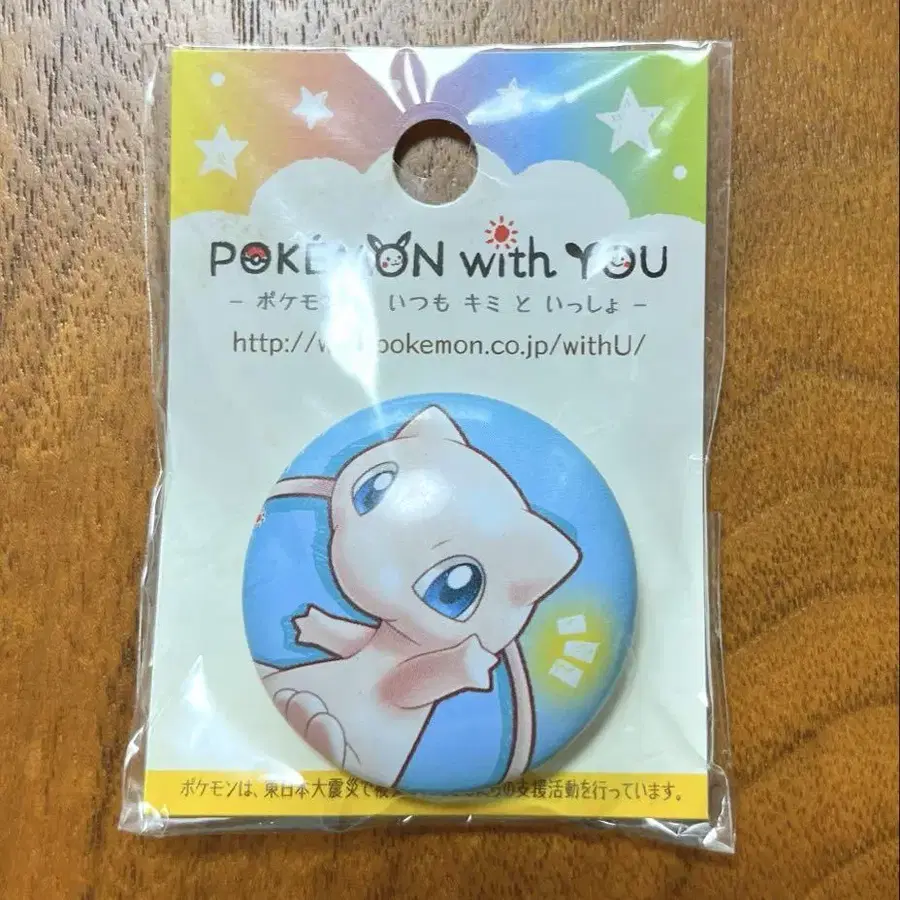 POKÉMON with YOU
- ポケモン いつも キミ と いっしょ -
http:// pokemon.co.jp/withU/
ポケモンは、東日本大震災で の支援活動を行っています。